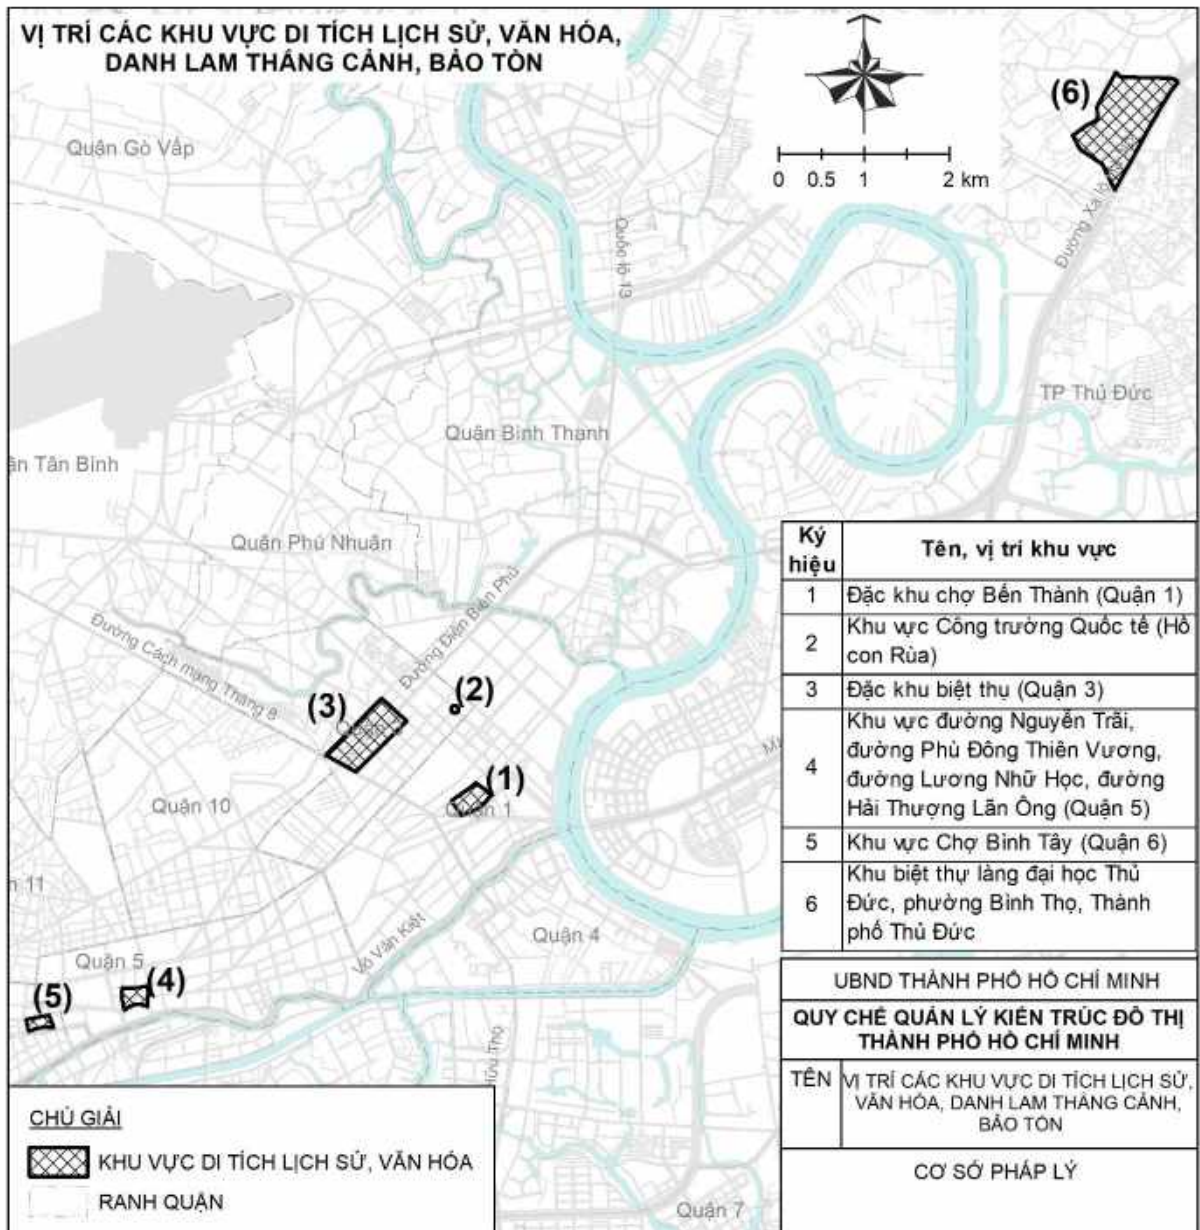 VỊ TRÍ CÁC KHU VỰC DI TÍCH LỊCH SỬ, VĂN HÓA,
DANH LAM THẮNG CẢNH, BẢO TỒN
(6)
Quận Gò Vấp
0 0.5 1 2 km
Quốc lộ 13
Đường Xa lộ
TP Thủ Đức
Quận Bình Thạnh
ận Tân Bình
Quận Phú Nhuận
Đường Điện Biên Phủ
Đường Cách mạng Tháng 8
(3)
(2)
(1)
Quận 1
Quận 10
n 11
Võ Văn Kiệt
Quận 4
Quận 5
(4)
(5)
Hữu Thọ
Quận 7
Ký hiệu
Tên, vị trí khu vực
1 Đặc khu chợ Bến Thành (Quận 1)
2 Khu vực Công trường Quốc tế (Hồ
con Rùa)
3 Đặc khu biệt thụ (Quận 3)
4 Khu vực đường Nguyễn Trãi,
đường Phù Đông Thiên Vương,
đường Lương Nhữ Học, đường
Hải Thượng Lãn Ông (Quận 5)
5 Khu vực Chợ Bình Tây (Quận 6)
6 Khu biệt thự làng đại học Thủ
Đức, phường Bình Thọ, Thành
phố Thủ Đức
UBND THÀNH PHỐ HỒ CHÍ MINH
QUY CHẾ QUẢN LÝ KIẾN TRÚC ĐÔ THỊ
THÀNH PHỐ HỒ CHÍ MINH
TÊN VỊ TRÍ CÁC KHU VỰC DI TÍCH LỊCH SỬ,
VĂN HÓA, DANH LAM THẮNG CẢNH,
BẢO TỒN
CƠ SỞ PHÁP LÝ
CHÚ GIẢI
KHU VỰC DI TÍCH LỊCH SỬ, VĂN HÓA
RANH QUẬN